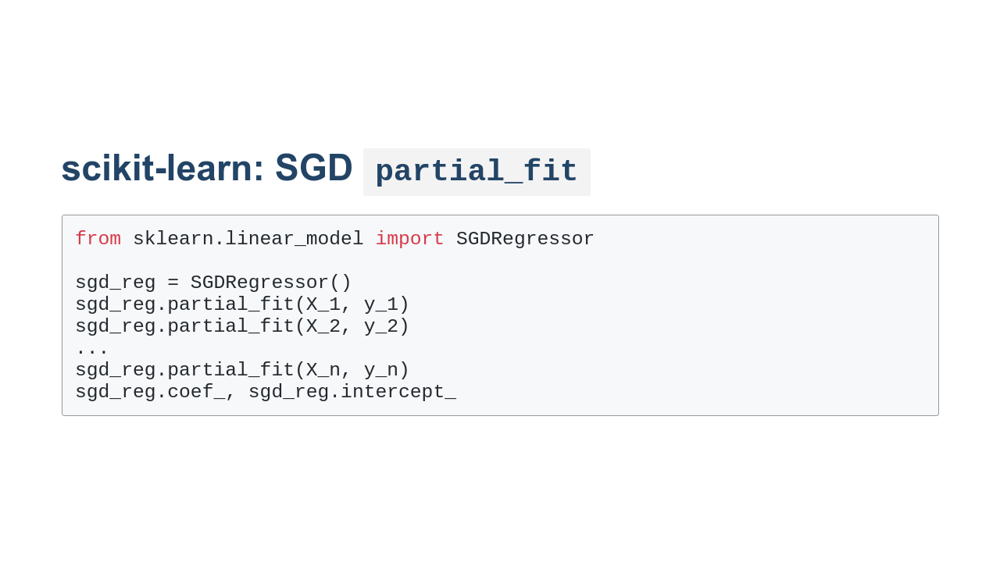 scikit-learn: SGD partial_fit
from sklearn.linear_model import SGDRegressor
sgd_reg = SGDRegressor()
sgd_reg.partial_fit(X_1, y_1)
sgd_reg.partial_fit(X_2, y_2)
...
sgd_reg.partial_fit(X_n, y_n)
sgd_reg.coef_, sgd_reg.intercept_